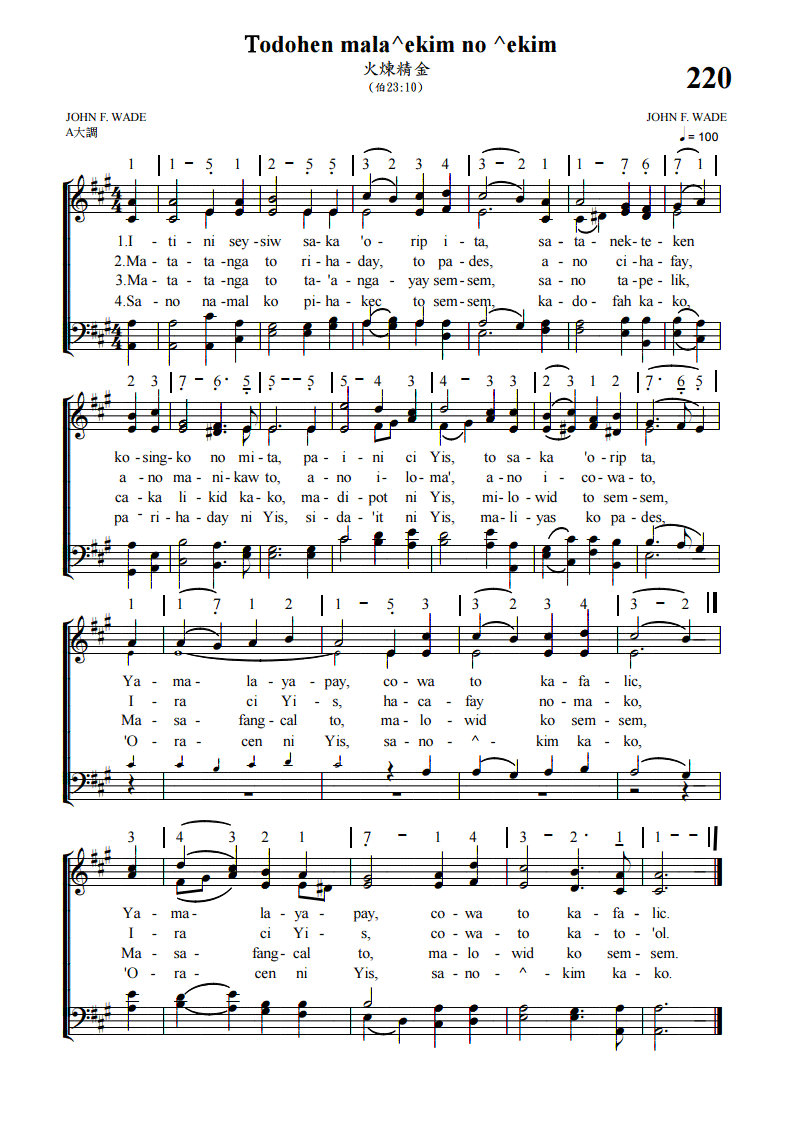 Todohen mala^ekim no ^ekim
火煉精金
(伯23:10)
220
JOHN F. WADE
JOHN F. WADE
A大調
♩= 100
1 | 1 - 5̣ 1 | 2 - 5̣ 5̣ | 3 2 3 4 | 3 - 2 1 | 1 - 7̣ 6̣ | 7̣ 1 |
1.I - ti - ni sey-siw sa-ka 'o - rip i - ta, sa - ta - nek-te - ken
2.Ma - ta - ta-nga to ri-ha - day, to pa-des, a - no ci-ha - fay,
3.Ma - ta - ta-nga to ta-'a - nga - yay sem-sem, sa - no ta-pe - lik,
4.Sa - no na-mal ko pi-ha - kec to sem-sem, ka - do-fah ka - ko,
2 3 | 7̣ - 6̣· 5̣ | 5̣ - - 5̣ | 5̣ - 4 3 | 4 - 3 3 | 2 3 1 2 | 7̣· 6̣ 5̣ |
ko-sing-ko no mi-ta, pa - i - ni ci Yis, to sa - ka 'o-rip ta,
a - no ma - ni-kaw to, a - no i - lo-ma', a - no i - co-wa-to,
ca-ka li - kid ka-ko, ma-di-pot ni Yis, mi-lo-wid to sem-sem,
pa - ri-ha-day ni Yis, si - da-'it ni Yis, ma-li-yas ko pa-des,
1 | 1 7̣ 1 2 | 1 - 5̣ 3 | 3 2 3 4 | 3 - 2 ||
Ya - ma- la - ya - pay, co - wa to ka - fa - lic,
I - ra ci Yi - s, ha - ca - fay no - ma - ko,
Ma - sa - fang - cal to, ma - lo - wid ko sem - sem,
'O - ra - cen ni Yis, sa - no - ^ - kim ka - ko,
3 | 4 3 2 1 | 7̣ - 1 4 | 3 - 2· 1 | 1 - ||
Ya - ma- la - ya - pay, co - wa to ka - fa - lic.
I - ra ci Yi - s, co - wa to ka - to - 'ol.
Ma - sa - fang-cal to, ma - lo - wid ko sem - sem.
'O - ra - cen ni Yis, sa - no - ^ - kim ka - ko.